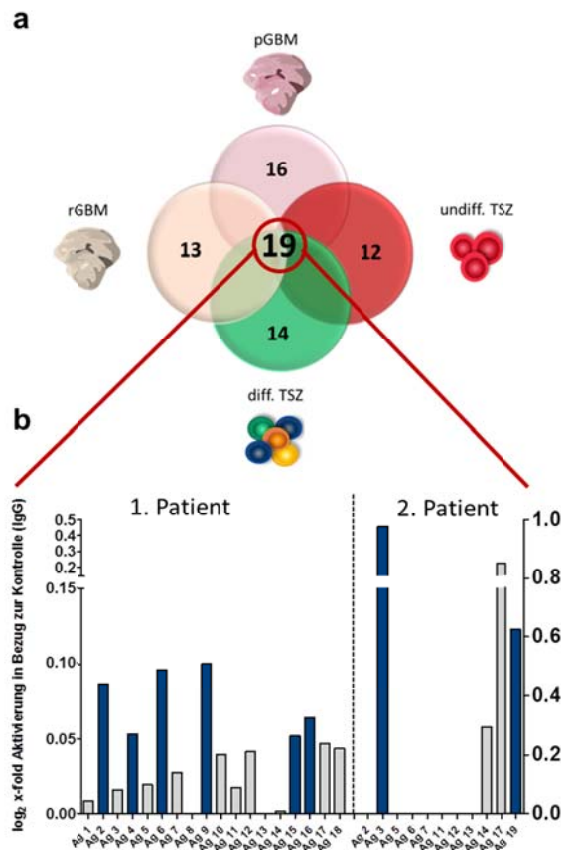 a
pGBM
16
rGBM
undiff. TSZ
13
19
12
14
diff. TSZ
b
1. Patient
2. Patient
log₂ x-fold Aktivierung in Bezug zur Kontrolle (IgG)
0.5
0.4
0.3
0.2
0.15
0.10
0.05
0.00
1.0
0.8
0.6
0.4
0.2
0.0
Ag 1
Ag 2
Ag 3
Ag 4
Ag 5
Ag 6
Ag 7
Ag 8
Ag 9
Ag 10
Ag 11
Ag 12
Ag 13
Ag 14
Ag 15
Ag 16
Ag 17
Ag 18
Ag 2
Ag 3
Ag 5
Ag 6
Ag 7
Ag 11
Ag 12
Ag 13
Ag 14
Ag 17
Ag 19